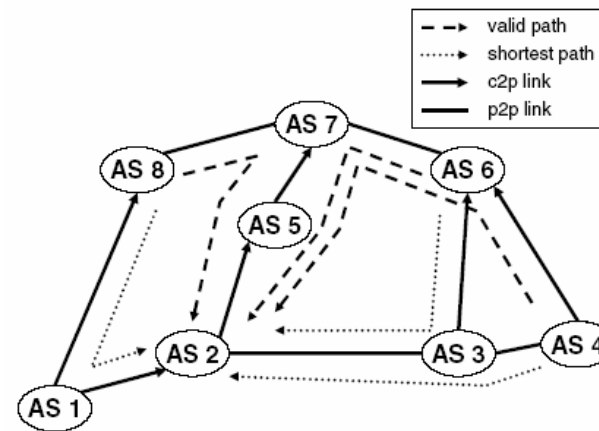 valid path
shortest path
c2p link
p2p link
AS 7
AS 8
AS 6
AS 5
AS 2
AS 3
AS 4
AS 1